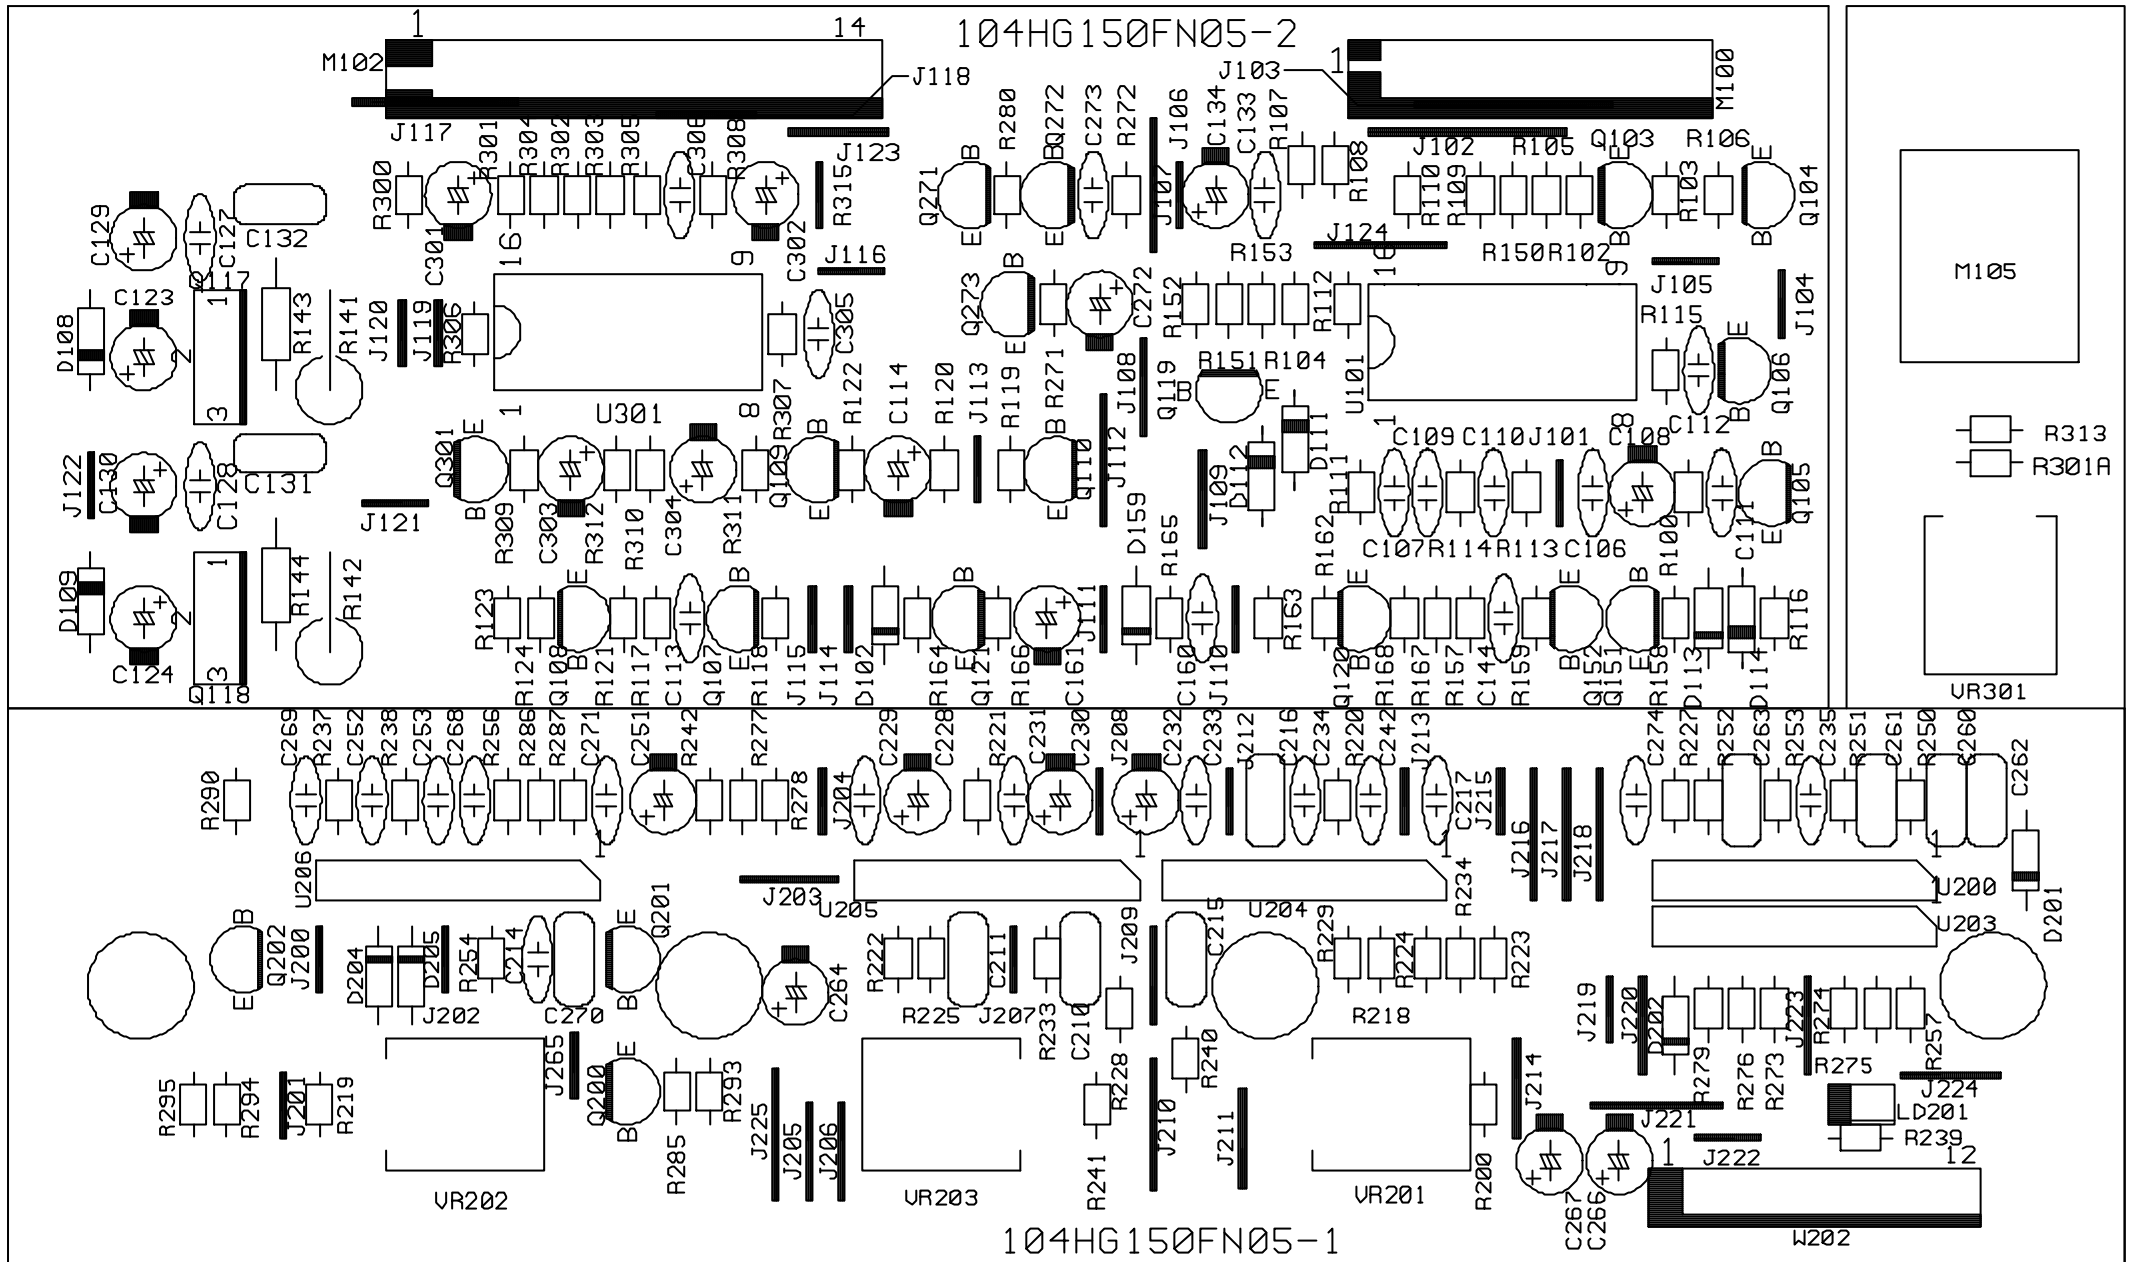 1
14
104HG150FN05-2
M102
J118
J103
1
M100
J117
R301
R304
R302
R303
R305
C306
R308
J123
R280
Q272
C273
R272
J106
C134
C133
R107
J102
R105
Q103
R106
R300
R315
Q271
B
E
B
E
J107
R108
R110
R109
E
B
R103
E
B
Q104
C129
C127
C132
C301
16
9
C302
J116
R153
J124
16
R150
R102
9
J105
J104
M105
Q117
C123
1
2
3
D108
R143
R141
J120
J119
R306
C305
Q273
B
E
C272
R152
R112
R115
R151
R104
U101
E
B
Q106
1
U301
8
R307
R122
C114
R120
J113
R119
R271
J108
Q119
B
E
1
8
C112
J122
C130
C128
C131
J121
Q301
E
B
Q109
B
E
B
E
Q110
J112
J109
D112
D111
R111
C109
C110
J101
C108
B
E
Q105
R313
R301A
R309
C303
R312
R310
C304
R311
D159
R165
R162
C107
R114
R113
C106
R100
C111
D109
1
2
3
R144
R142
C124
Q118
R123
E
B
B
E
B
E
J111
R163
E
B
E
B
B
E
R116
R124
Q108
R121
R117
C113
Q107
R118
J115
J114
D102
R164
Q121
R166
C161
C160
J110
Q120
R168
R167
R157
C144
R159
Q152
Q151
R158
D113
D114
VR301
C269
R237
C252
R238
C253
C268
R256
R286
R287
C271
C251
R242
R277
C229
C228
R221
C231
C230
J208
C232
C233
J212
C216
C234
R220
C242
J213
C274
R227
R252
C263
R253
C235
R251
C261
R250
C260
C262
R290
R278
J204
C217
J215
J216
J217
J218
U206
1
J203
U205
1
U204
1
R234
1
U200
1
U203
D201
Q202
B
E
J200
D204
D205
R254
C214
Q201
E
B
C264
R222
C211
J209
C215
R229
R224
R223
J202
C270
R225
J207
R233
C210
R228
R240
R218
J219
J220
D202
J223
R274
R257
R279
R276
R273
R275
J224
J265
Q200
E
B
R295
R294
J201
R219
R285
R293
J225
J205
J206
R241
J210
J211
R200
J214
J221
LD201
R239
J222
1
12
VR202
VR203
VR201
C267
C266
W202
104HG150FN05-1